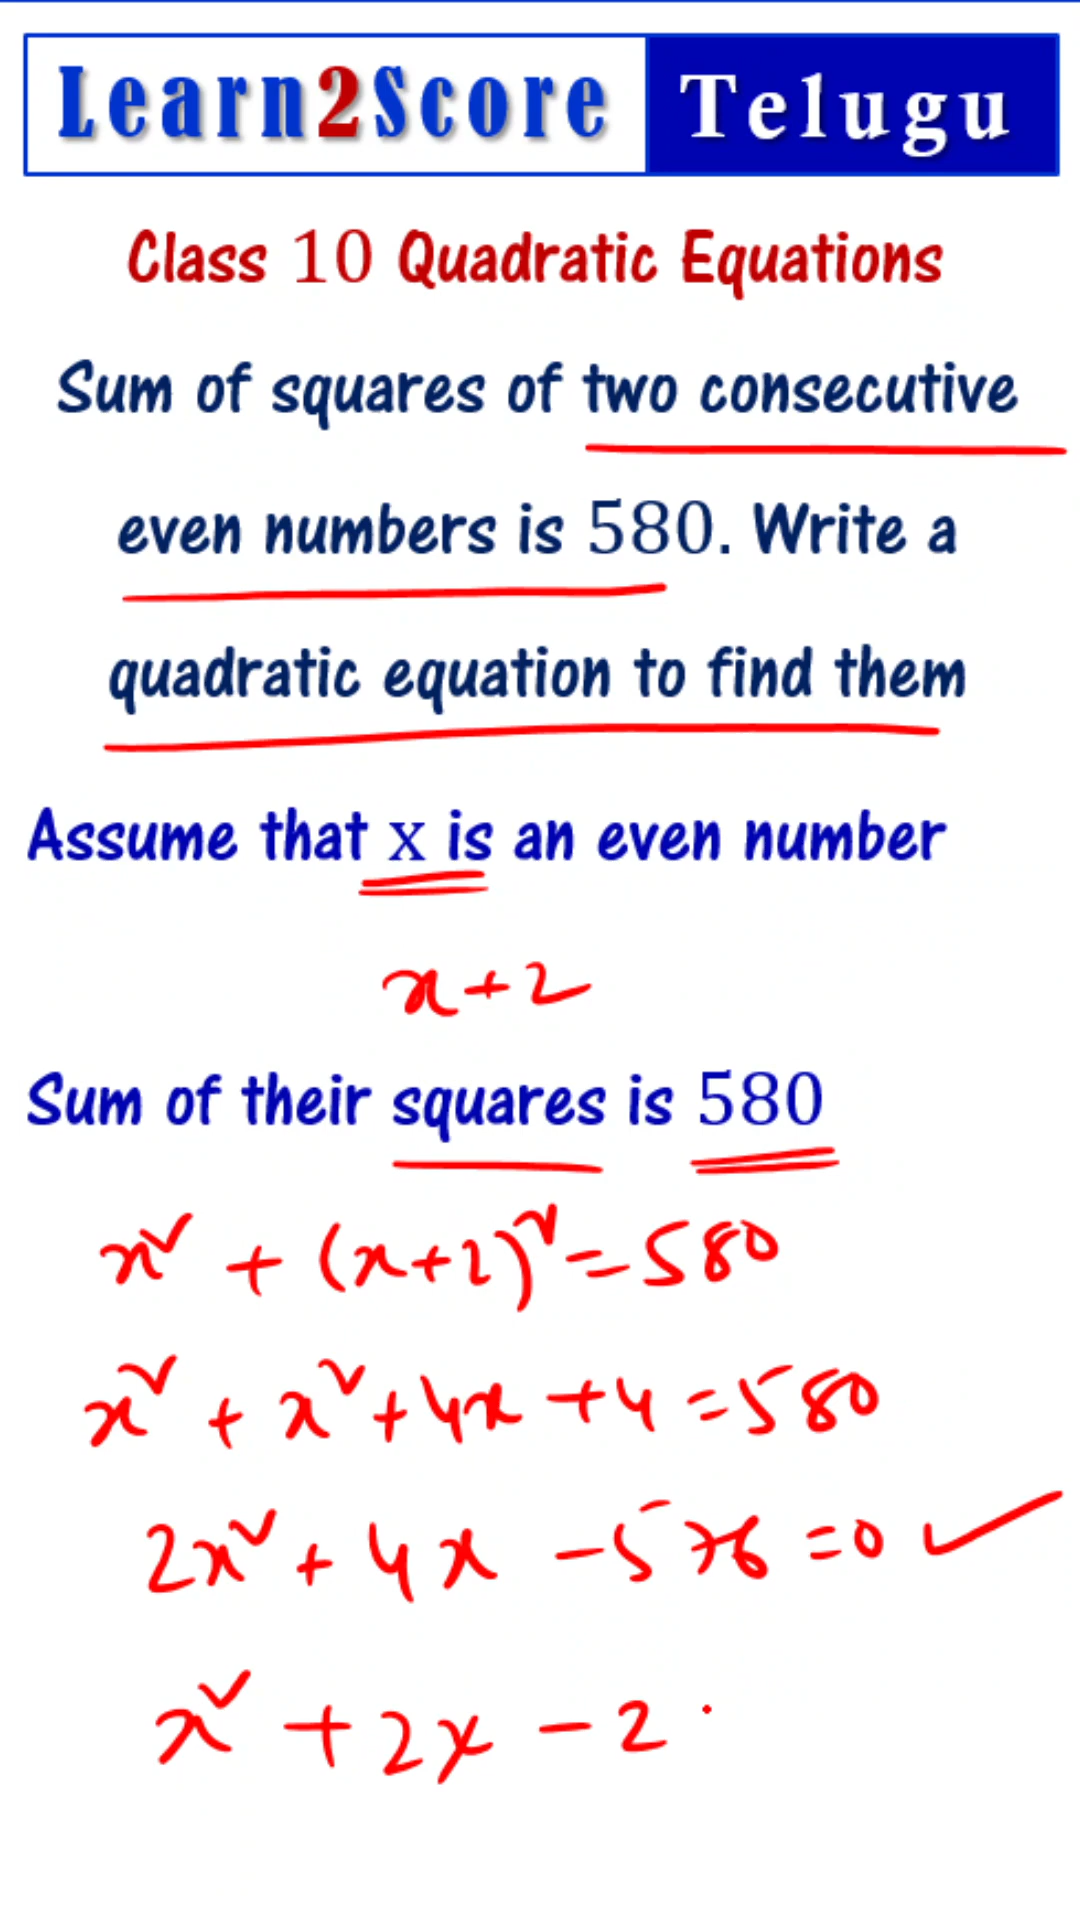 Learn2Score Telugu
Class 10 Quadratic Equations
Sum of squares of two consecutive
even numbers is 580. Write a
quadratic equation to find them
Assume that x is an even number
x+2
Sum of their squares is 580
x² + (x+2)² = 580
x² + x² + 4x + 4 = 580
2x² + 4x - 576 = 0 ✓
x² + 2x - 2